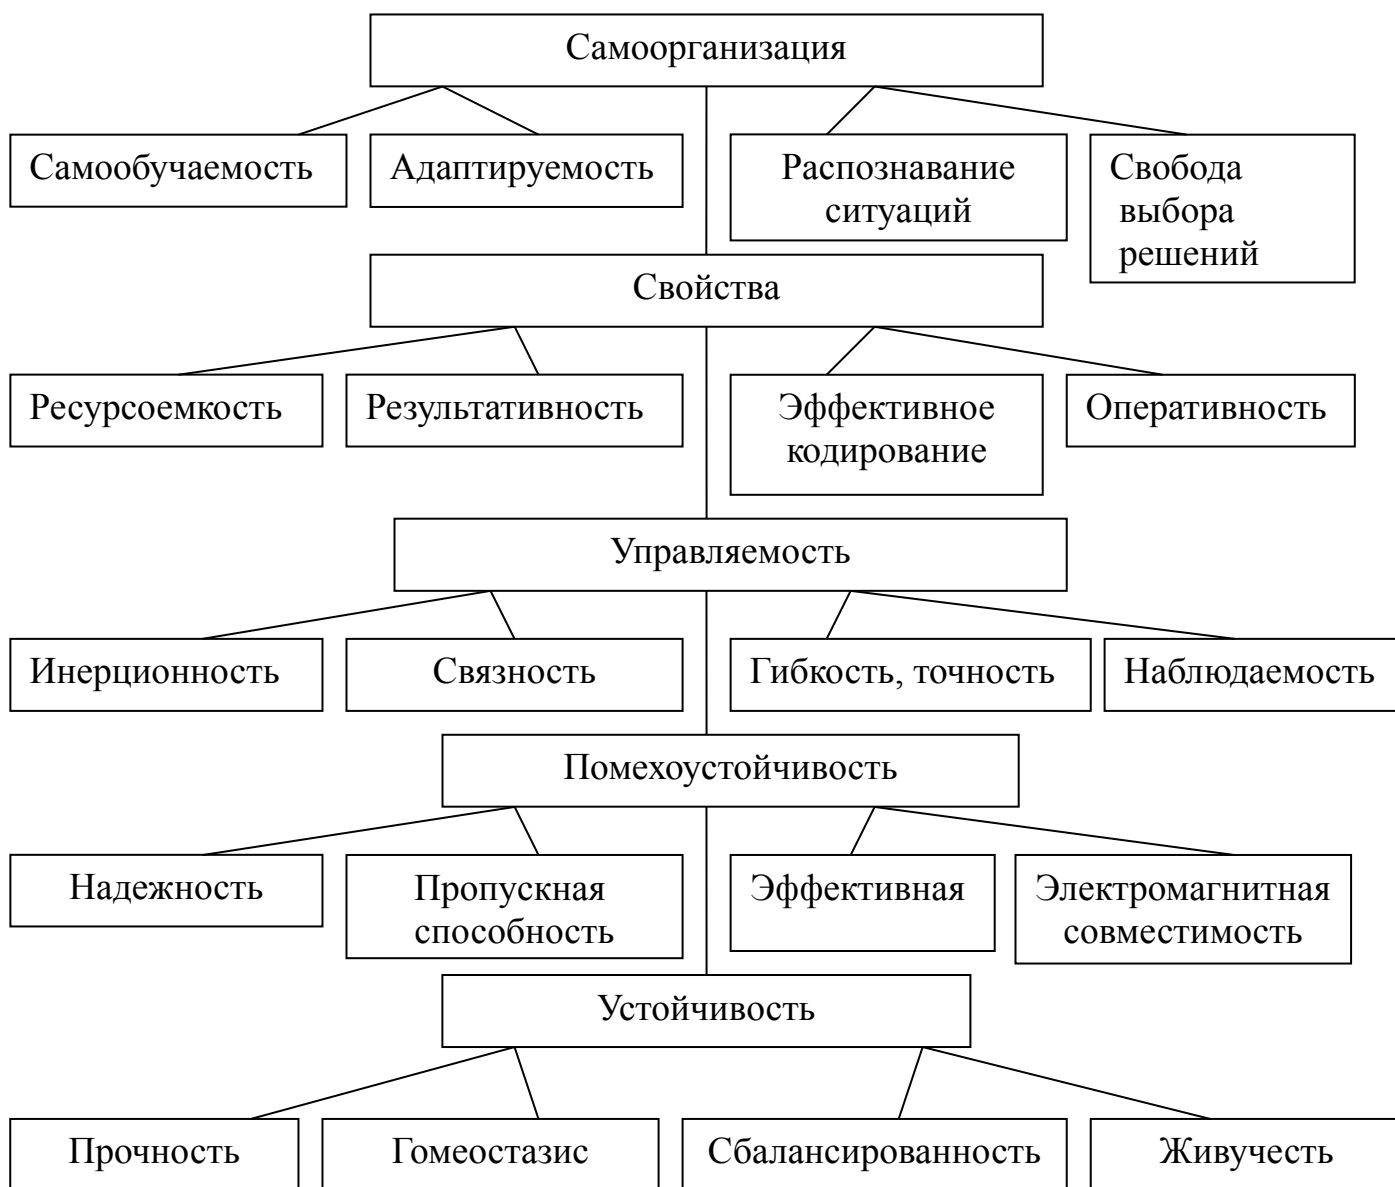 Самоорганизация
Самообучаемость
Адаптируемость
Распознавание
ситуаций
Свобода
выбора
решений
Свойства
Ресурсоемкость
Результативность
Эффективное
кодирование
Оперативность
Управляемость
Инерционность
Связность
Гибкость, точность
Наблюдаемость
Помехоустойчивость
Надежность
Пропускная
способность
Эффективная
Электромагнитная
совместимость
Устойчивость
Прочность
Гомеостазис
Сбалансированность
Живучесть